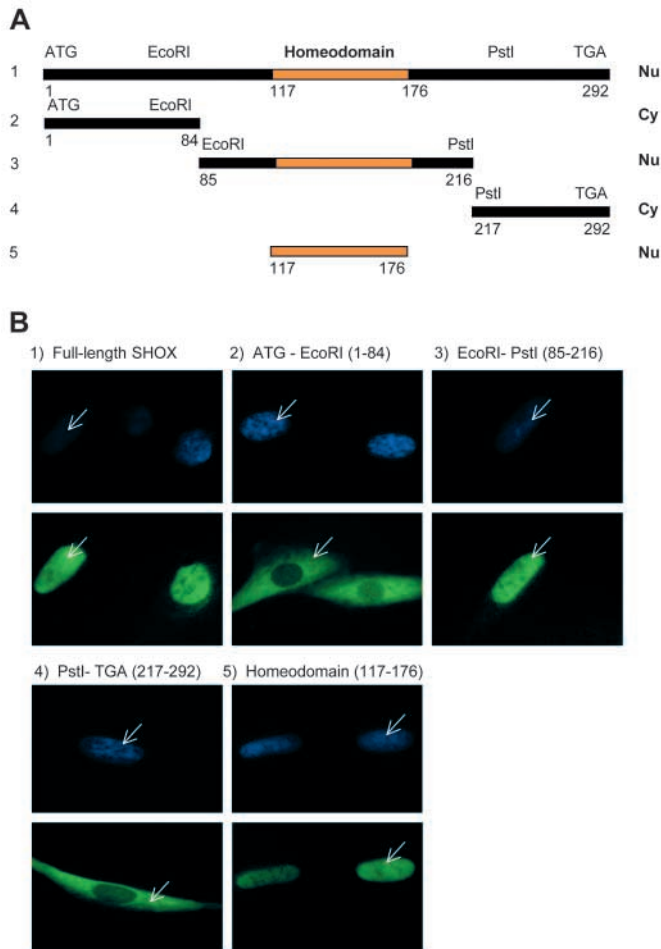 A
ATG EcoRI Homeodomain PstI TGA
1 Nu
1 117 176 292
ATG EcoRI Cy
2
1 84 EcoRI PstI
3 Nu
85 216 PstI TGA
4 Cy
217 292
5 Nu
117 176
B
1) Full-length SHOX 2) ATG - EcoRI (1-84) 3) EcoRI- PstI (85-216)
4) PstI- TGA (217-292) 5) Homeodomain (117-176)